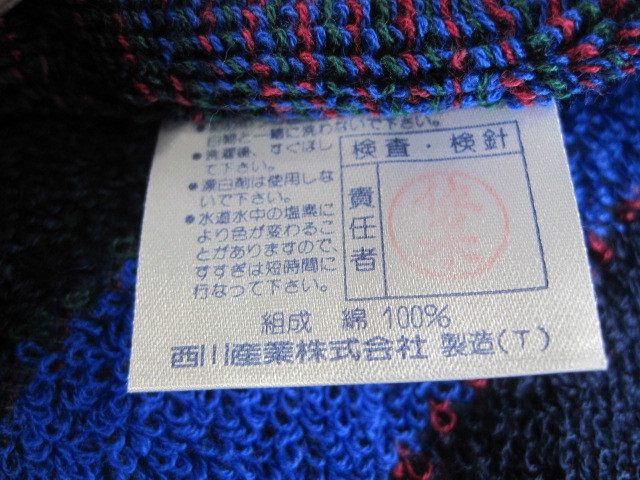 白物と一緒に洗わないで下さい。
●洗濯後、すぐほし
て下さい。
●漂白剤は使用しな
いで下さい。
●水道水中の塩素に
より色が変わるこ
とがありますので、
すすぎは短時間に
行なって下さい。
検査・検針
責任者
組成 綿 100%
西川産業株式会社 製造(T)